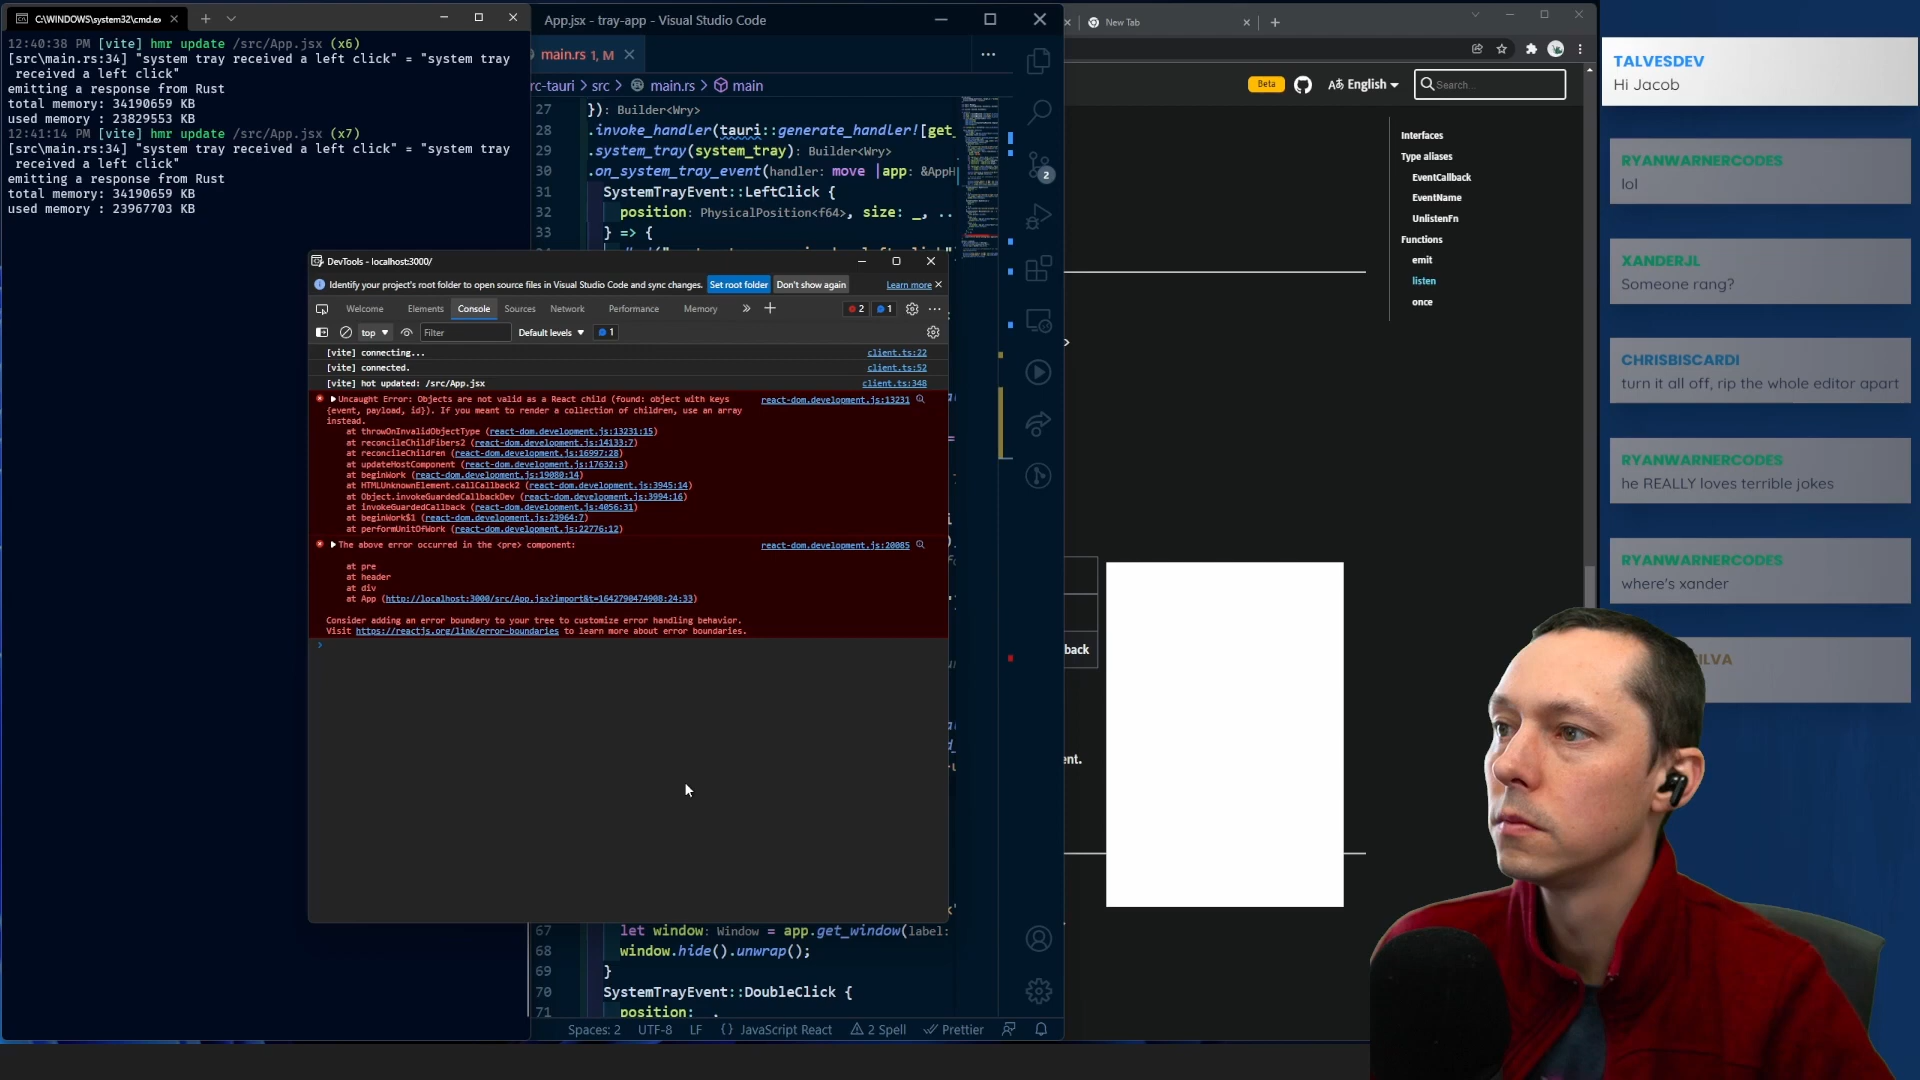 C:\WINDOWS\system32\cmd.ex
12:40:38 PM [vite] hmr update /src/App.jsx (x6)
[src\main.rs:34] "system tray received a left click" = "system tray
received a left click"
emitting a response from Rust
total memory: 34190659 KB
used memory : 23829553 KB
12:41:14 PM [vite] hmr update /src/App.jsx (x7)
[src\main.rs:34] "system tray received a left click" = "system tray
received a left click"
emitting a response from Rust
total memory: 34190659 KB
used memory : 23967703 KB
App.jsx - tray-app - Visual Studio Code
main.rs 1, M
rc-tauri > src > main.rs > main
27 }): Builder<Wry>
28 .invoke_handler(tauri::generate_handler![get_
29 .system_tray(system_tray): Builder<Wry>
30 .on_system_tray_event(handler: move |app: &AppH
31 SystemTrayEvent::LeftClick {
32 position: PhysicalPosition<f64>, size: _, ..
33 } => {
2
DevTools - localhost:3000/
Identify your project's root folder to open source files in Visual Studio Code and sync changes. Set root folder Don't show again Learn more
Welcome Elements Console Sources Network Performance Memory 2 1
top Filter Default levels 1
[vite] connecting... client.ts:22
[vite] connected. client.ts:52
[vite] hot updated: /src/App.jsx client.ts:348
Uncaught Error: Objects are not valid as a React child (found: object with keys react-dom.development.js:13231
{event, payload, id}). If you meant to render a collection of children, use an array
instead.
at throwOnInvalidObjectType (react-dom.development.js:13231:15)
at reconcileChildFibers2 (react-dom.development.js:14133:7)
at reconcileChildren (react-dom.development.js:16997:28)
at updateHostComponent (react-dom.development.js:17632:3)
at beginWork (react-dom.development.js:19080:14)
at HTMLUnknownElement.callCallback2 (react-dom.development.js:3945:14)
at Object.invokeGuardedCallbackDev (react-dom.development.js:3994:16)
at invokeGuardedCallback (react-dom.development.js:4056:31)
at beginWork$1 (react-dom.development.js:23964:7)
at performUnitOfWork (react-dom.development.js:22776:12)
The above error occurred in the <pre> component: react-dom.development.js:20085
at pre
at header
at div
at App (http://localhost:3000/src/App.jsx?import&t=1642790474908:24:33)
Consider adding an error boundary to your tree to customize error handling behavior.
Visit https://reactjs.org/link/error-boundaries to learn more about error boundaries.
67 let window: Window = app.get_window(label:
68 window.hide().unwrap();
69 }
70 SystemTrayEvent::DoubleClick {
71 position: _,
Spaces: 2 UTF-8 LF {} JavaScript React 2 Spell Prettier
New Tab
Beta English Search...
Interfaces
Type aliases
EventCallback
EventName
UnlistenFn
Functions
emit
listen
once
back
ent.
TALVESDEV
Hi Jacob
RYANWARNERCODES
lol
XANDERJL
Someone rang?
CHRISBISCARDI
turn it all off, rip the whole editor apart
RYANWARNERCODES
he REALLY loves terrible jokes
RYANWARNERCODES
where's xander
SILVA